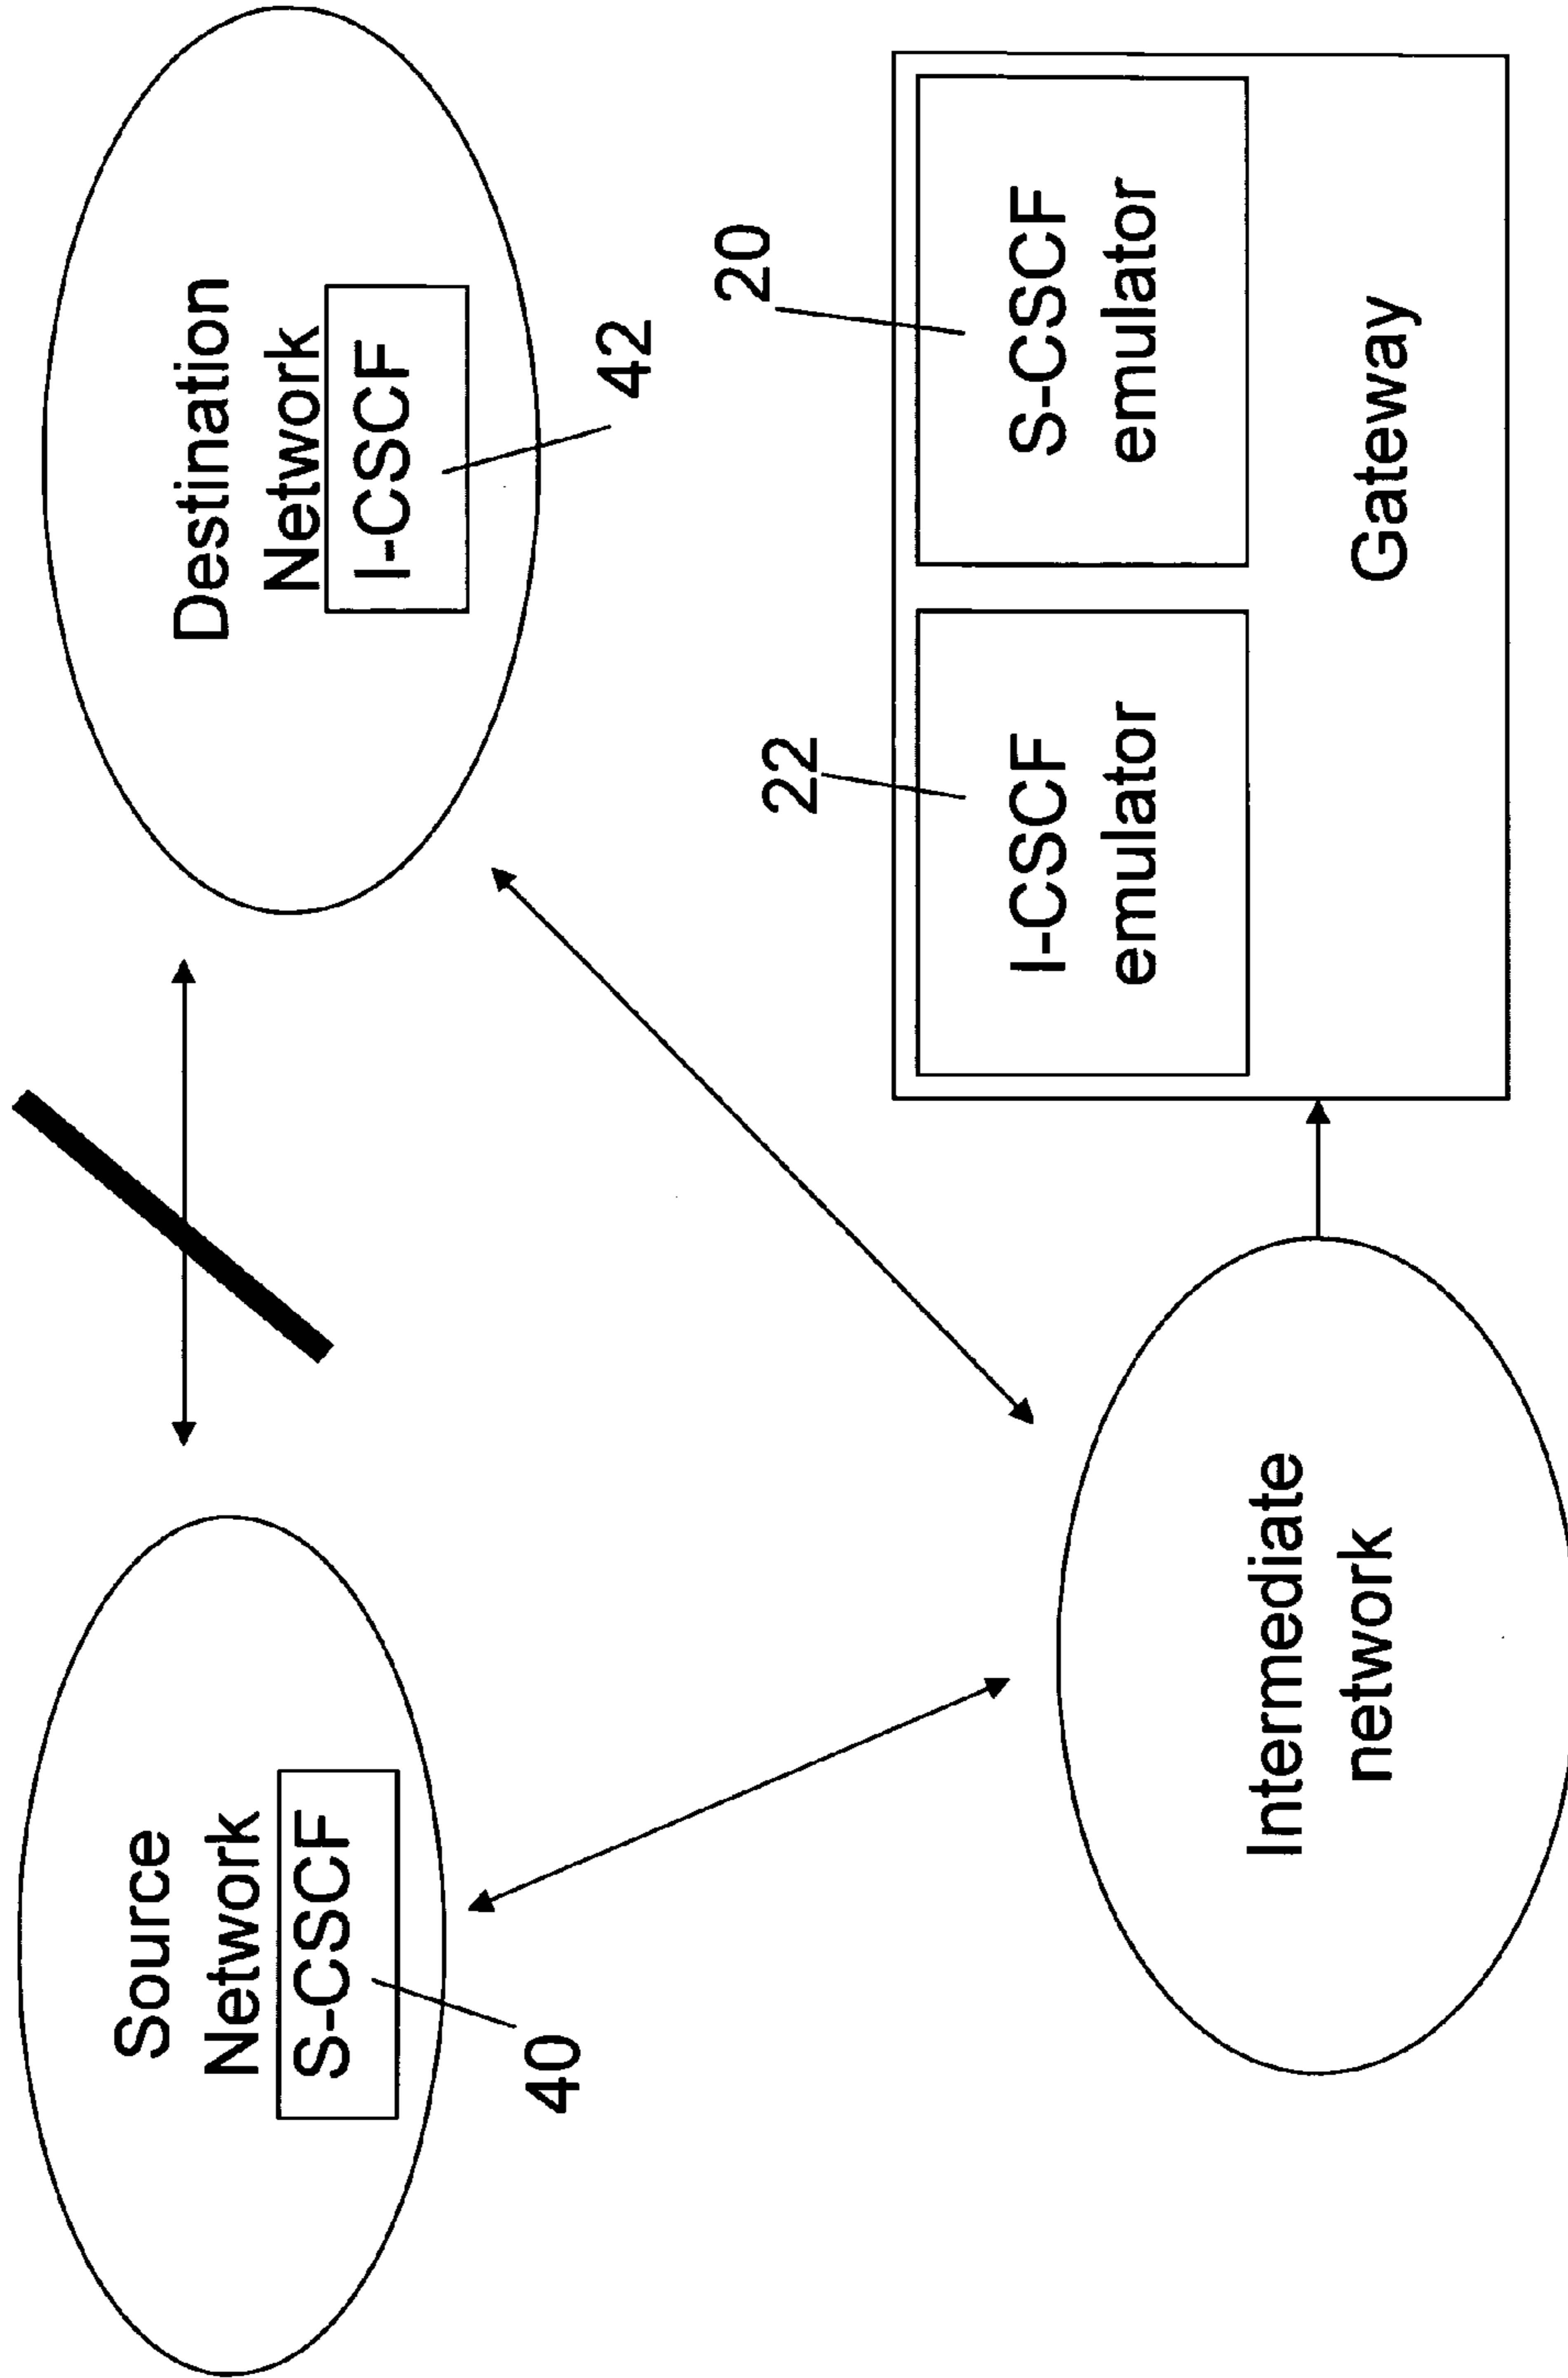 Source
Network
S-CSCF
40
Destination
Network
I-CSCF
42
Intermediate
network
22
I-CSCF
emulator
20
S-CSCF
emulator
Gateway